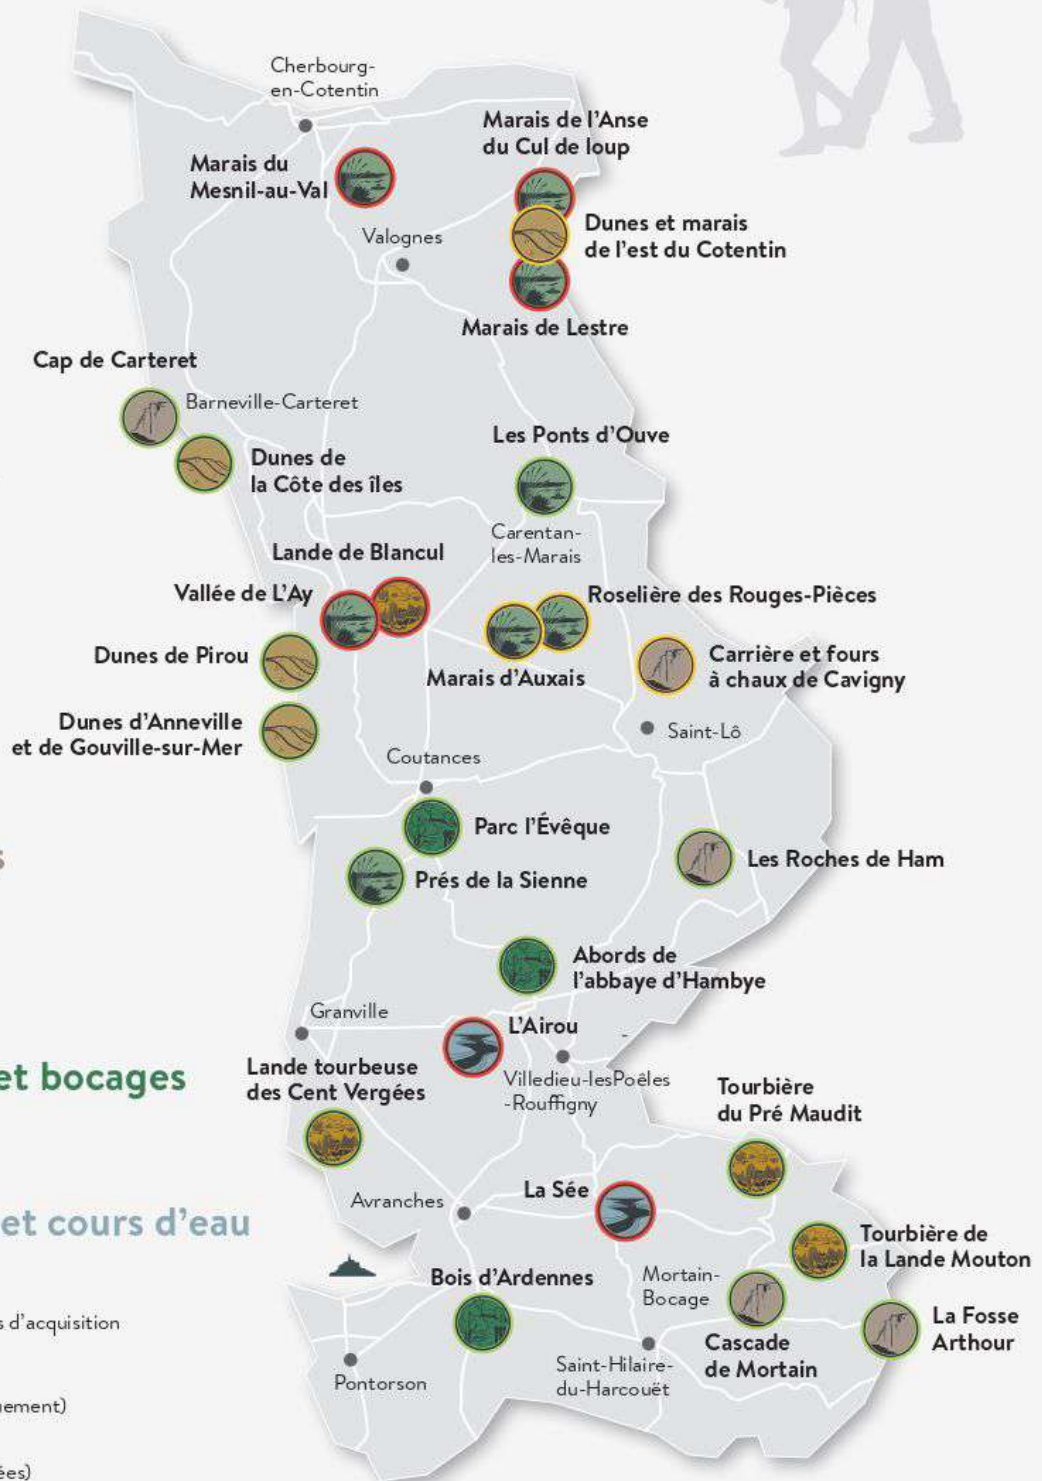 Cherbourg-
en-Cotentin
Marais de l'Anse
du Cul de loup
Marais du
Mesnil-au-Val
Dunes et marais
de l'est du Cotentin
Valognes
Marais de Lestre
Cap de Carteret
Barneville-Carteret
Les Ponts d'Ouve
Dunes de
la Côte des îles
Carentan-
les-Marais
Lande de Blancul
Vallée de L'Ay
Roselière des Rouges-Pièces
Dunes de Pirou
Marais d'Auxais
Carrière et fours
à chaux de Cavigny
Dunes d'Anneville
et de Gouville-sur-Mer
Saint-Lô
Coutances
Parc l'Évêque
Les Roches de Ham
Prés de la Sienne
Abords de
l'abbaye d'Hambye
Granville
L'Airou
et bocages
Lande tourbeuse
des Cent Vergées
Villedieu-lesPoêles
-Rouffigny
Tourbière
du Pré Maudit
Avranches
La Sée
et cours d'eau
Tourbière de
la Lande Mouton
Bois d'Ardennes
Mortain-
Bocage
s d'acquisition
La Fosse
Arthour
Cascade
de Mortain
Saint-Hilaire-
du-Harcouët
Pontorson